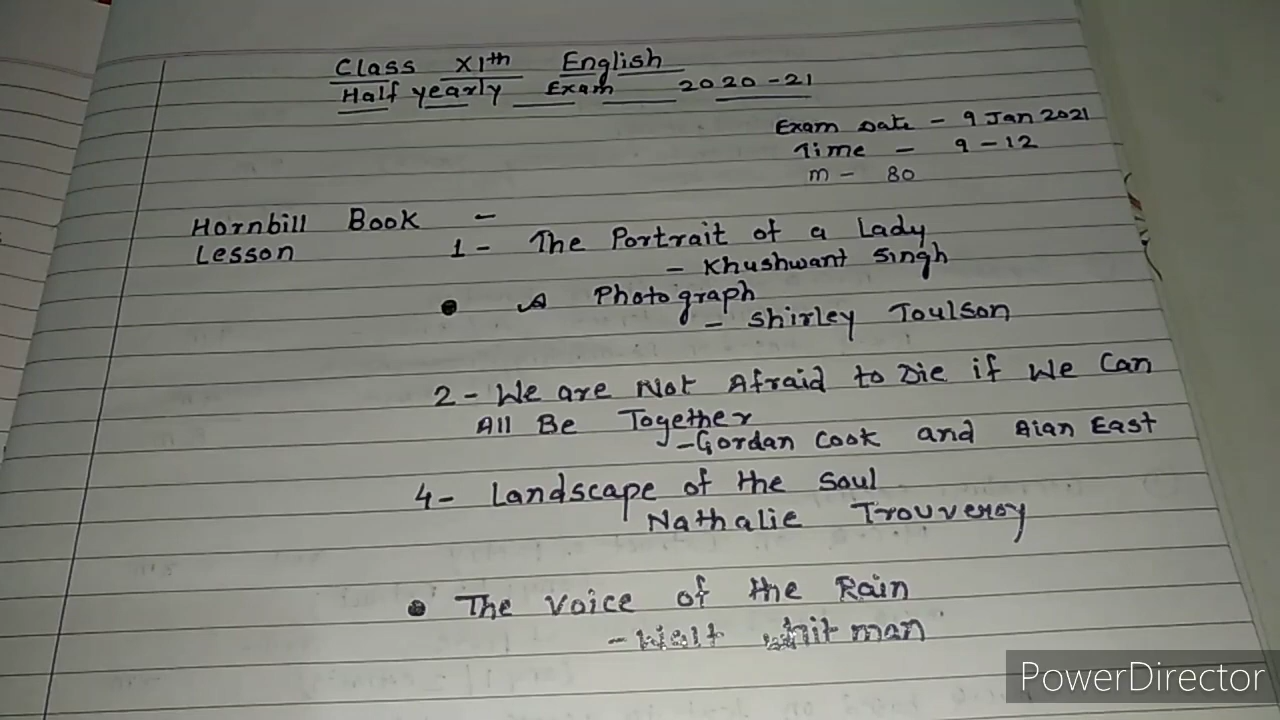 Class XIth English
Half yearly Exam 2020-21
Exam Date - 9 Jan 2021
Time - 9-12
m - 80
Hornbill Book -
Lesson 1- The Portrait of a Lady
- Khushwant Singh
• A Photograph
- Shirley Toulson
2- We are Not Afraid to Die if We Can
All Be Together
-Gordan Cook and Alan East
4- Landscape of the Soul
Nathalie Trouveroy
• The Voice of the Rain
- Walt Whitman
PowerDirector